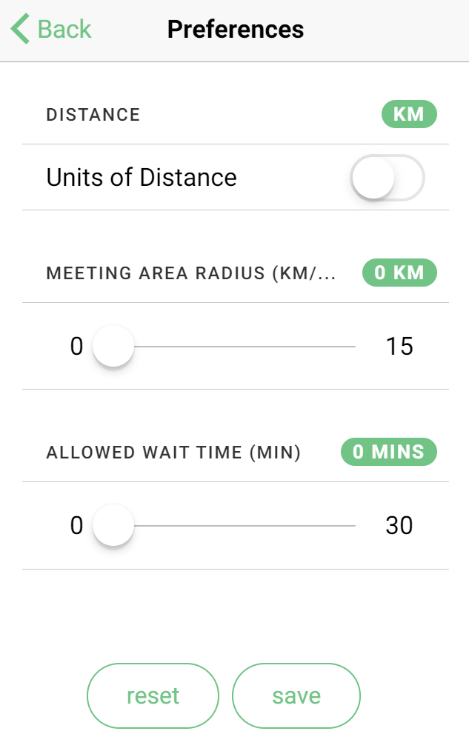 Back
Preferences
DISTANCE
KM
Units of Distance
MEETING AREA RADIUS (KM/...
0 KM
0
15
ALLOWED WAIT TIME (MIN)
0 MINS
0
30
reset
save